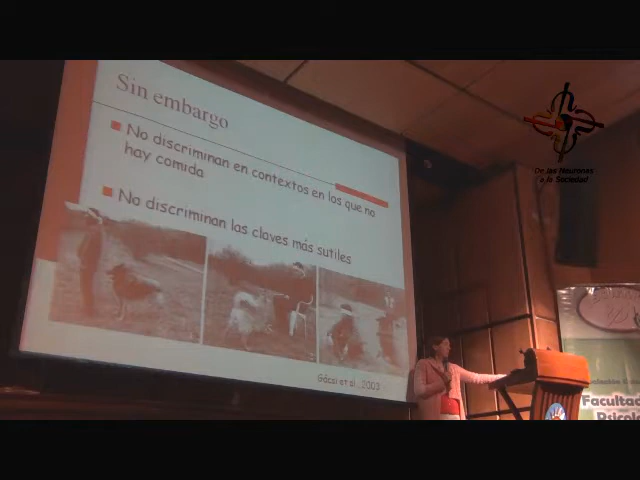 Sin embargo
No discriminan en contextos en los que no
hay comida
No discriminan las claves más sutiles
Gácsi et al., 2003
De las Neuronas
a la Sociedad
Facultad
Psicol